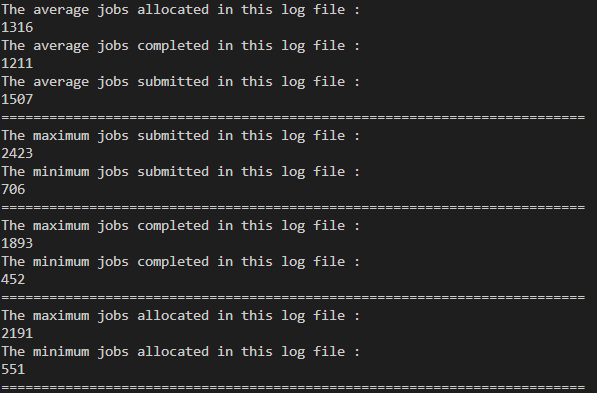 The average jobs allocated in this log file :
1316
The average jobs completed in this log file :
1211
The average jobs submitted in this log file :
1507
=========================================================================
The maximum jobs submitted in this log file :
2423
The minimum jobs submitted in this log file :
706
=========================================================================
The maximum jobs completed in this log file :
1893
The minimum jobs completed in this log file :
452
=========================================================================
The maximum jobs allocated in this log file :
2191
The minimum jobs allocated in this log file :
551
=========================================================================